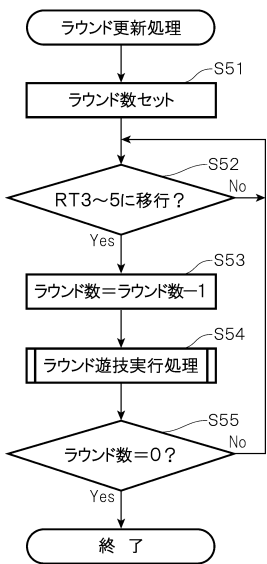 ラウンド更新処理
S51
ラウンド数セット
S52
RT3～5に移行？
No
Yes
S53
ラウンド数＝ラウンド数−1
S54
ラウンド遊技実行処理
S55
ラウンド数＝0？
No
Yes
終　了